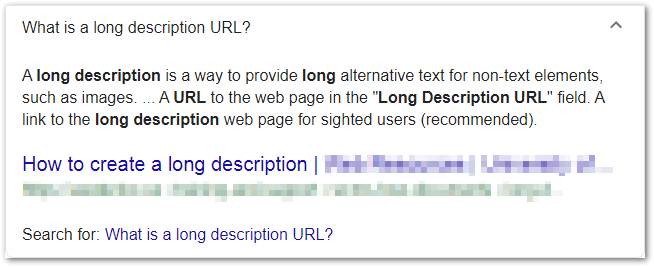 What is a long description URL?
A long description is a way to provide long alternative text for non-text elements,
such as images. ... A URL to the web page in the "Long Description URL" field. A
link to the long description web page for sighted users (recommended).
How to create a long description |
Search for: What is a long description URL?